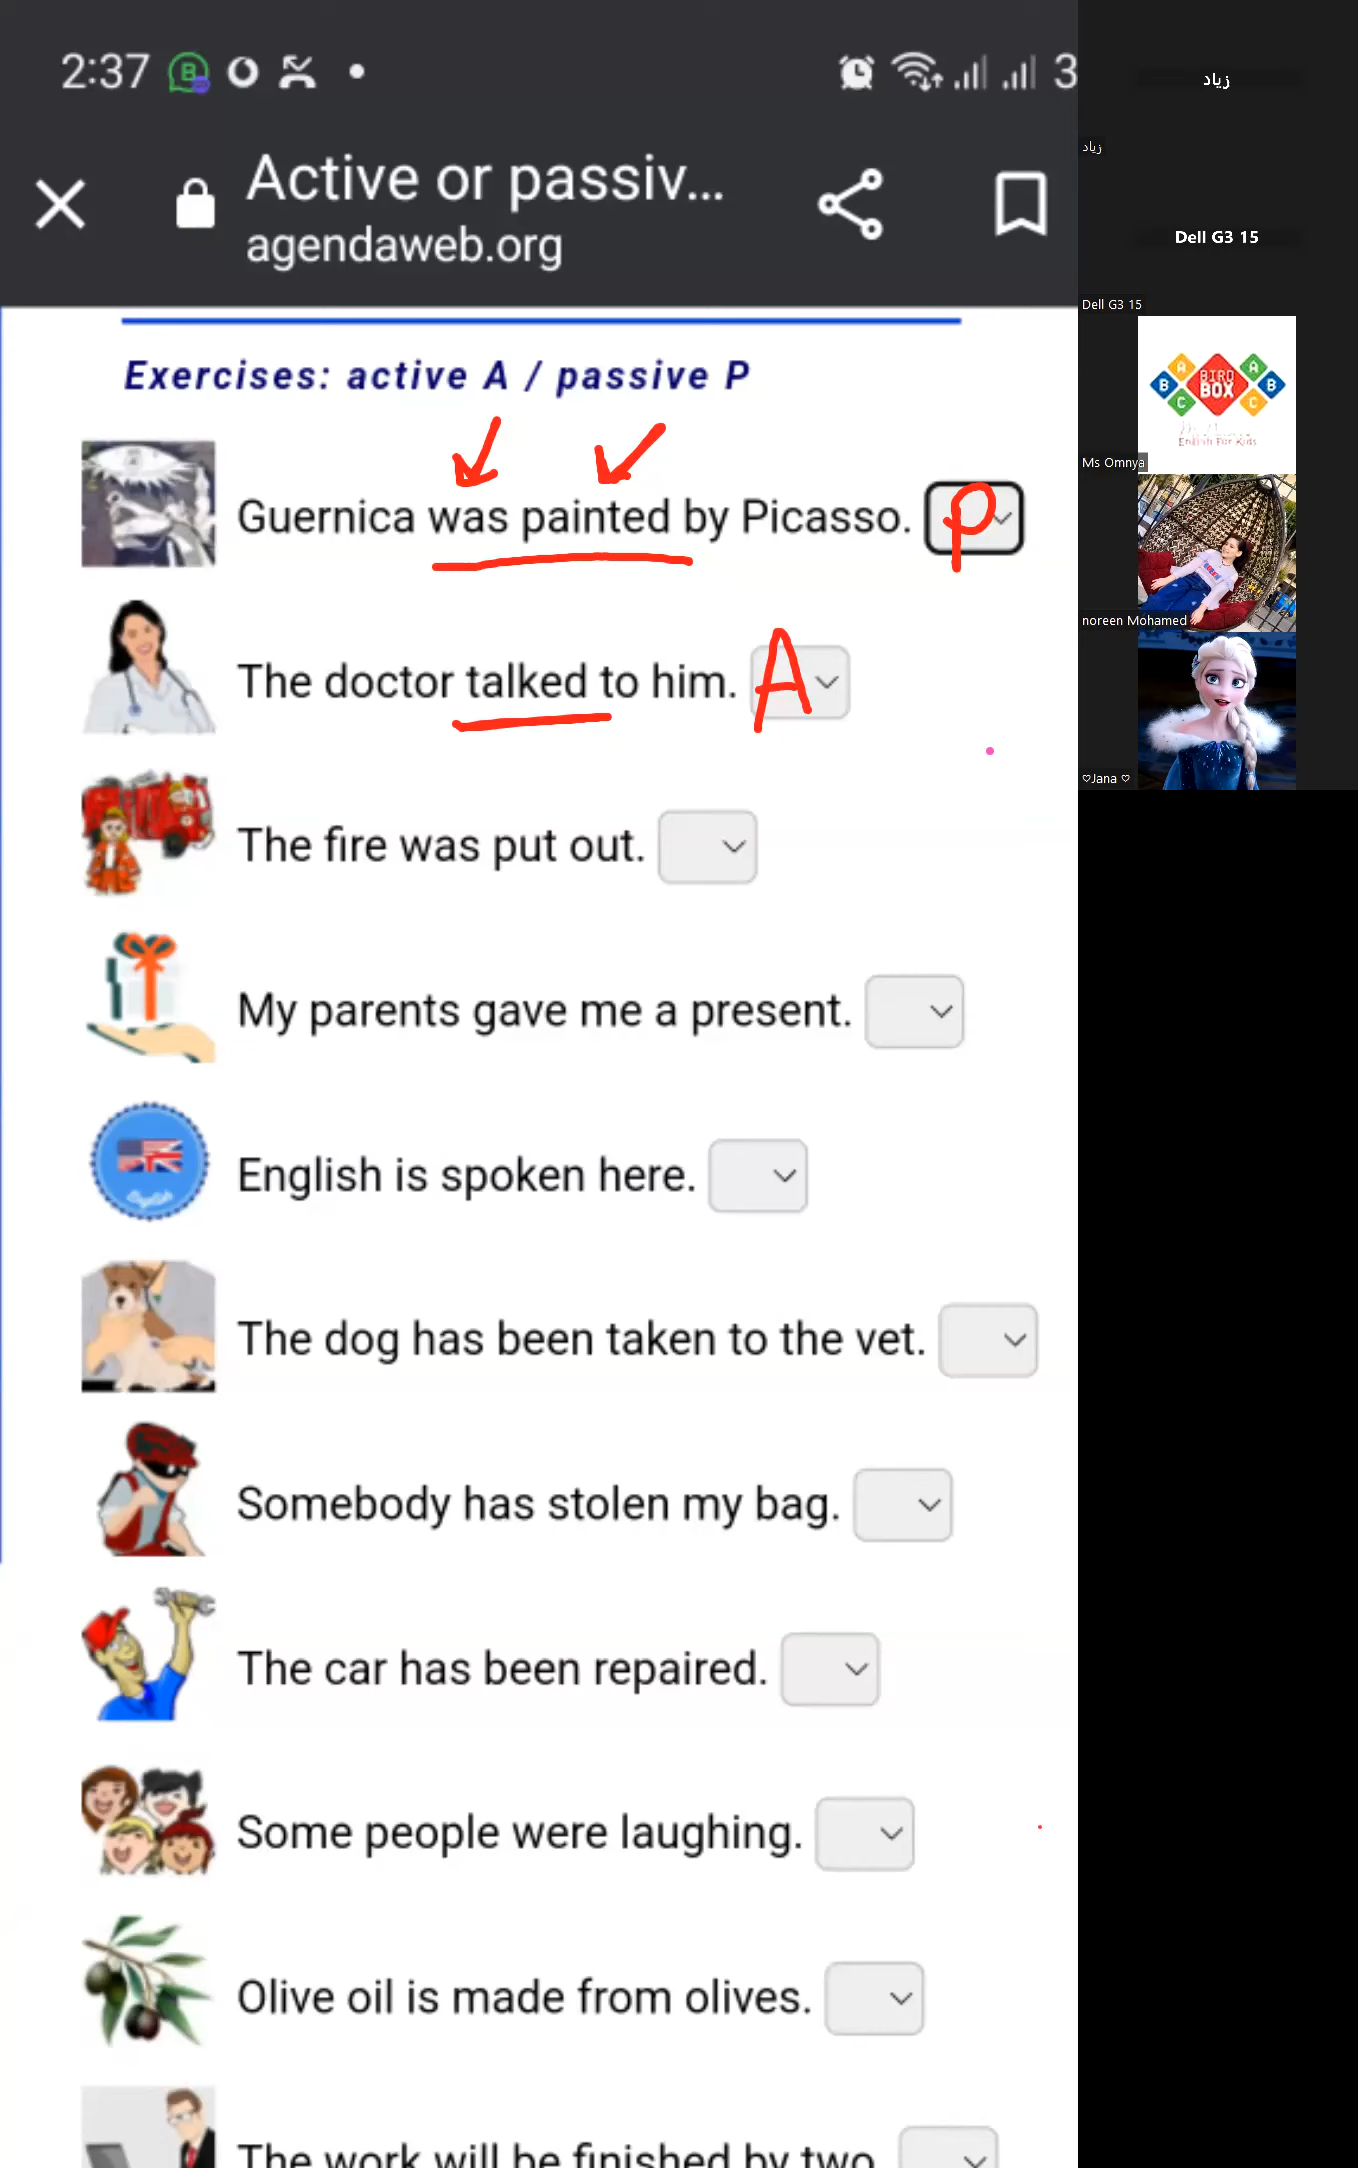 2:37
3
Active or passiv...
agendaweb.org
Exercises: active A / passive P
Guernica was painted by Picasso. P
The doctor talked to him. A
The fire was put out.
My parents gave me a present.
English is spoken here.
English
The dog has been taken to the vet.
Somebody has stolen my bag.
The car has been repaired.
Some people were laughing.
Olive oil is made from olives.
The work will be finished by two
زياد
زياد
Dell G3 15
Dell G3 15
A A
B BIRD BOX B
C C
English For Kids
Ms Omnya
noreen Mohamed
♡Jana ♡